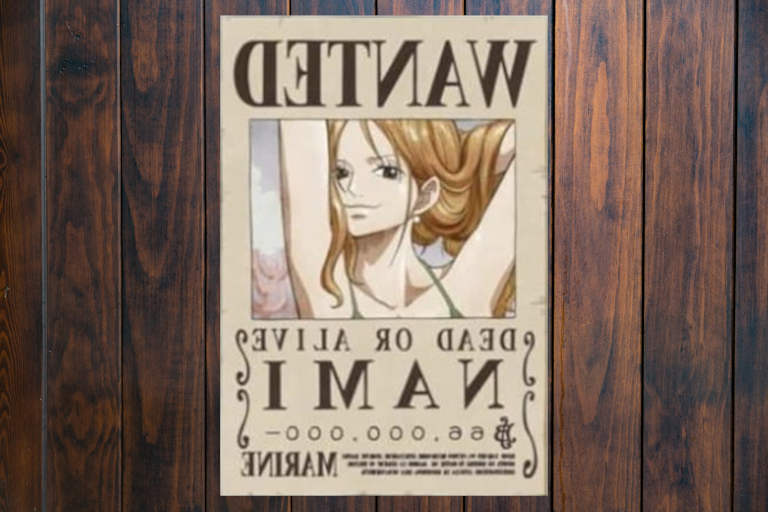 WANTED
DEAD OR ALIVE
NAMI
฿66,000,000-
MARINE